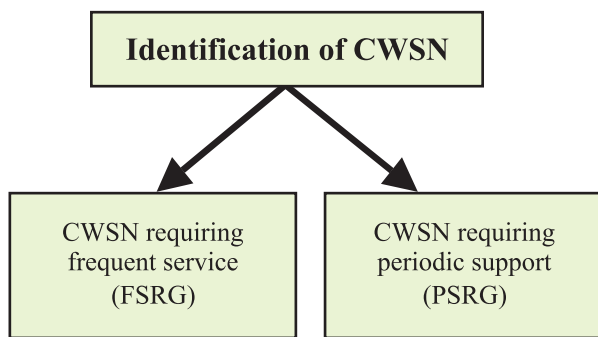 Identification of CWSN
CWSN requiring
frequent service
(FSRG)
CWSN requiring
periodic support
(PSRG)